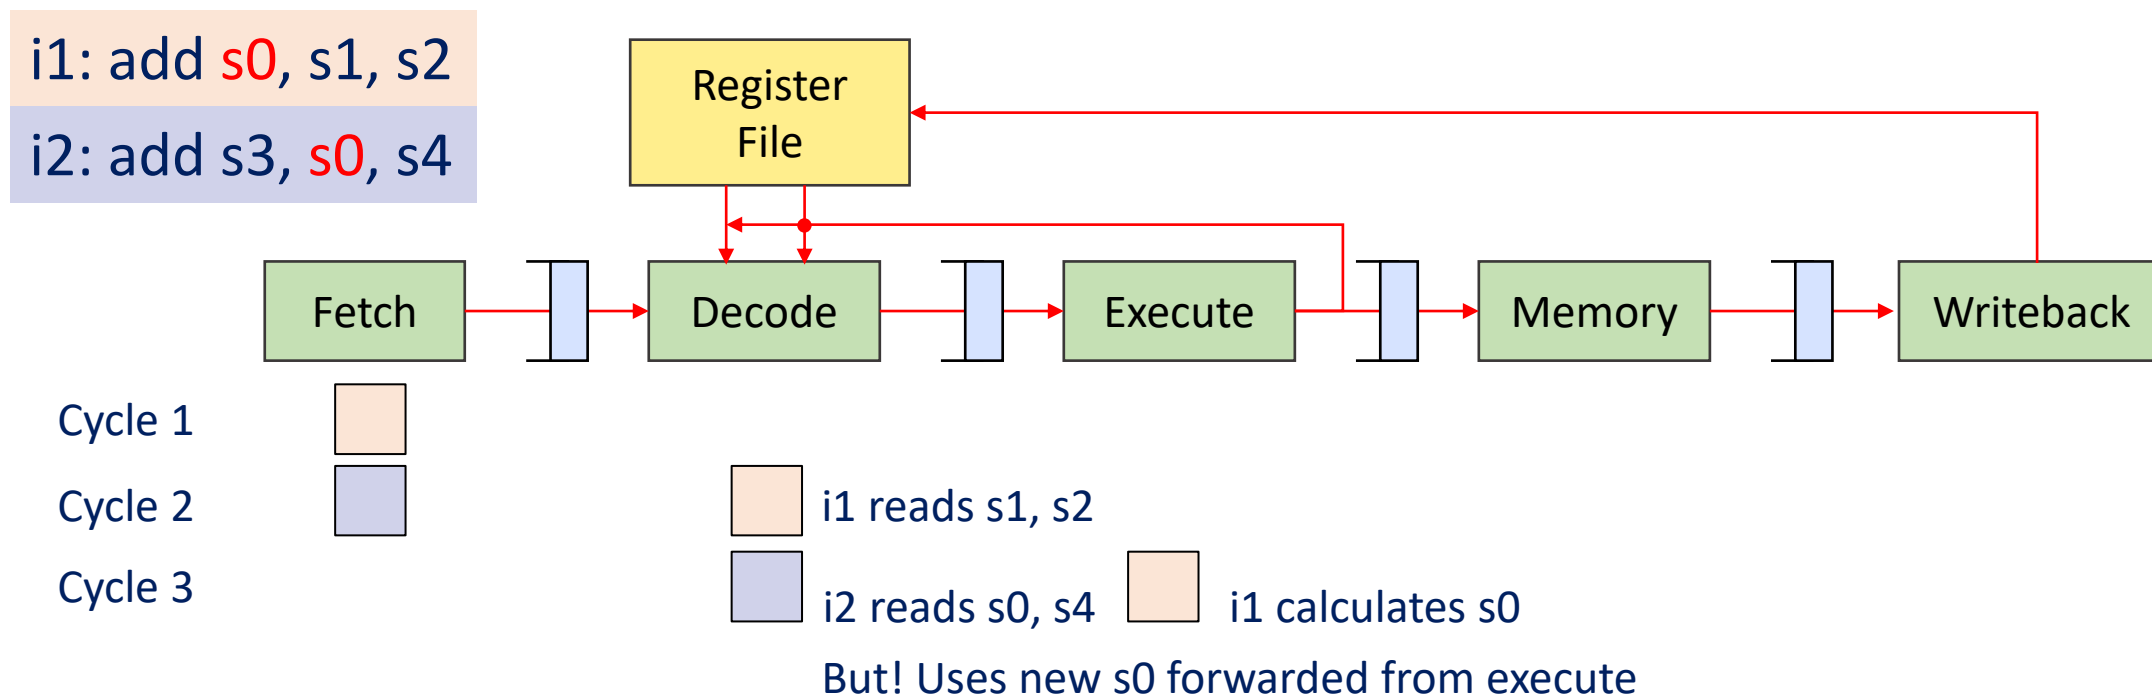 i1: add s0, s1, s2
i2: add s3, s0, s4
Register
File
Fetch
Decode
Execute
Memory
Writeback
Cycle 1
Cycle 2
i1 reads s1, s2
Cycle 3
i2 reads s0, s4
i1 calculates s0
But! Uses new s0 forwarded from execute